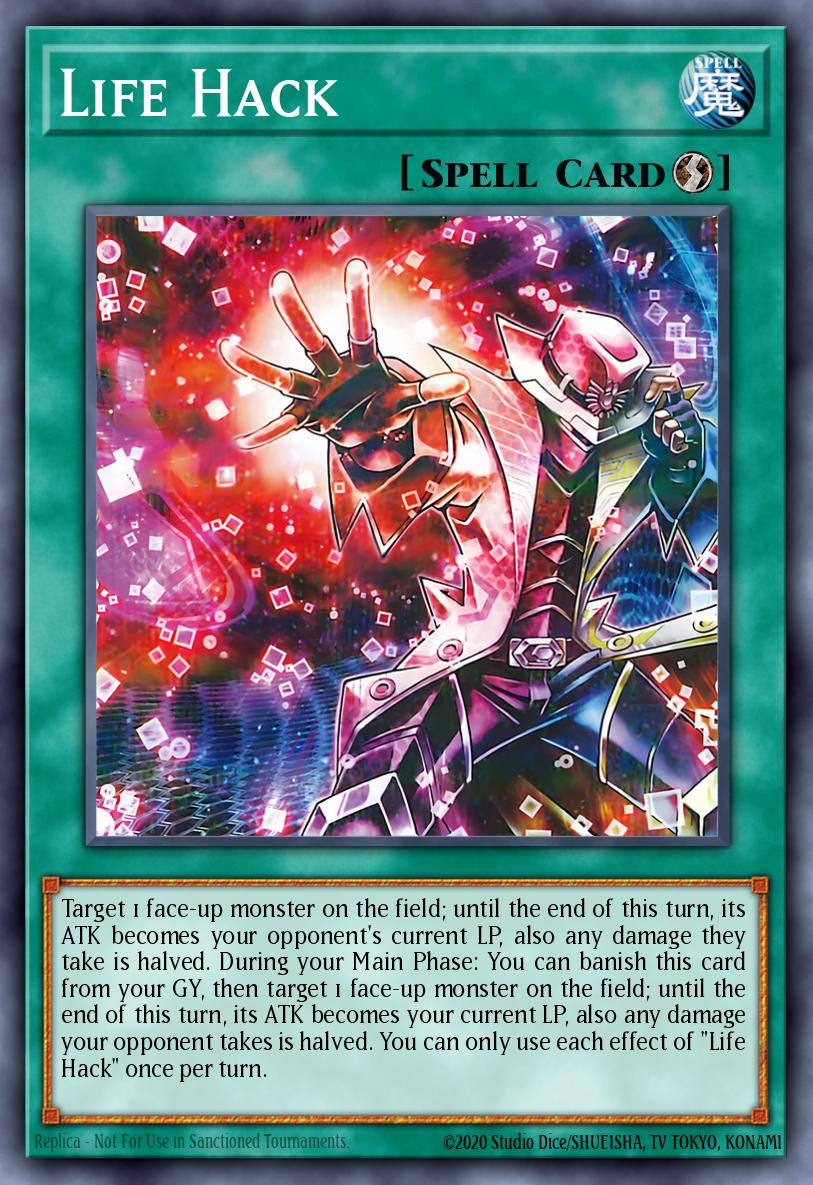 Life Hack
SPELL
魔
[Spell Card]
Target 1 face-up monster on the field; until the end of this turn, its
ATK becomes your opponent's current LP, also any damage they
take is halved. During your Main Phase: You can banish this card
from your GY, then target 1 face-up monster on the field; until the
end of this turn, its ATK becomes your current LP, also any damage
your opponent takes is halved. You can only use each effect of "Life
Hack" once per turn.
Replica - Not For Use in Sanctioned Tournaments.
©2020 Studio Dice/SHUEISHA, TV TOKYO, KONAMI